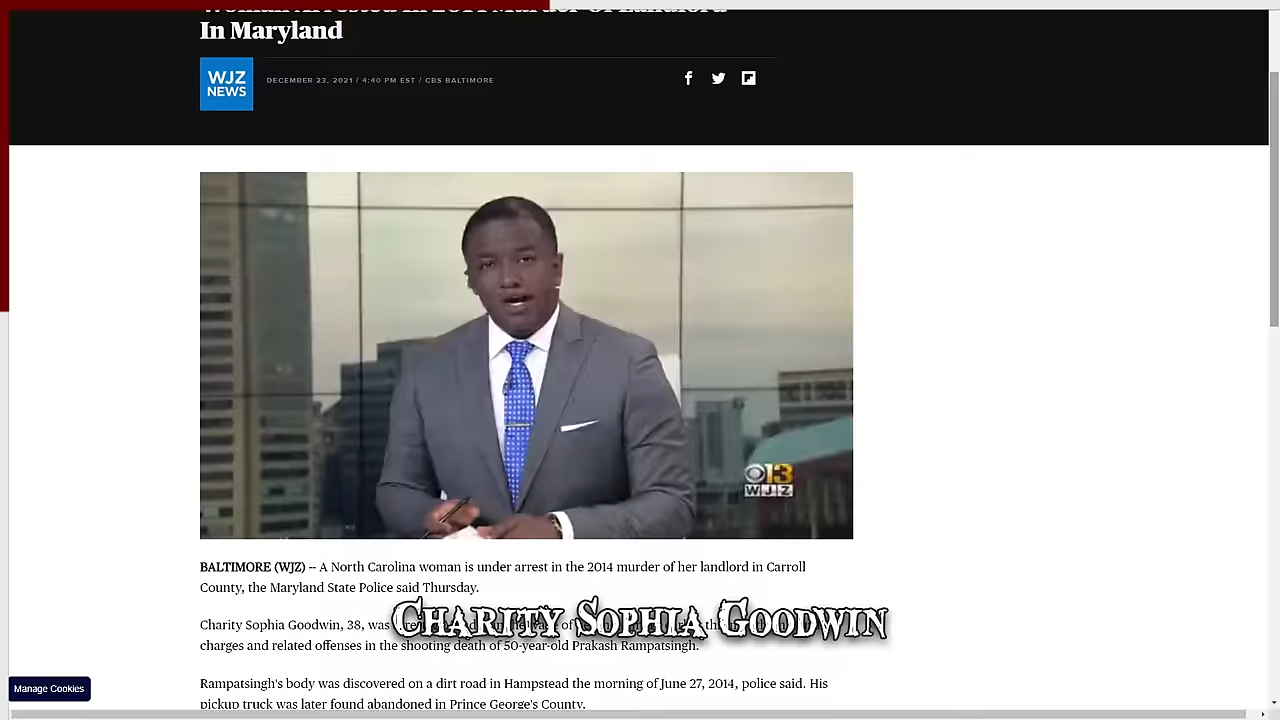 In Maryland
WJZ
NEWS
DECEMBER 23, 2021 / 4:40 PM EST / CBS BALTIMORE
13
WJZ
BALTIMORE (WJZ) -- A North Carolina woman is under arrest in the 2014 murder of her landlord in Carroll
County, the Maryland State Police said Thursday.
Charity Sophia Goodwin, 38, was
CHARITY SOPHIA GOODWIN
charges and related offenses in the shooting death of 50-year-old Prakash Rampatsingh.
Rampatsingh's body was discovered on a dirt road in Hampstead the morning of June 27, 2014, police said. His
pickup truck was later found abandoned in Prince George's County.
Manage Cookies